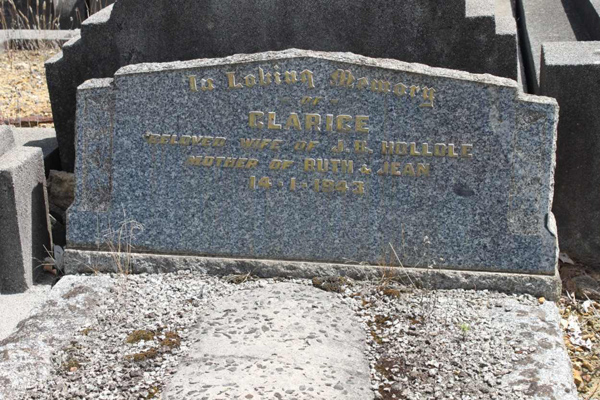 In Loving Memory
OF
CLARICE
BELOVED WIFE OF J.H. HOLLOLE
MOTHER OF RUTH & JEAN
14·1·1943